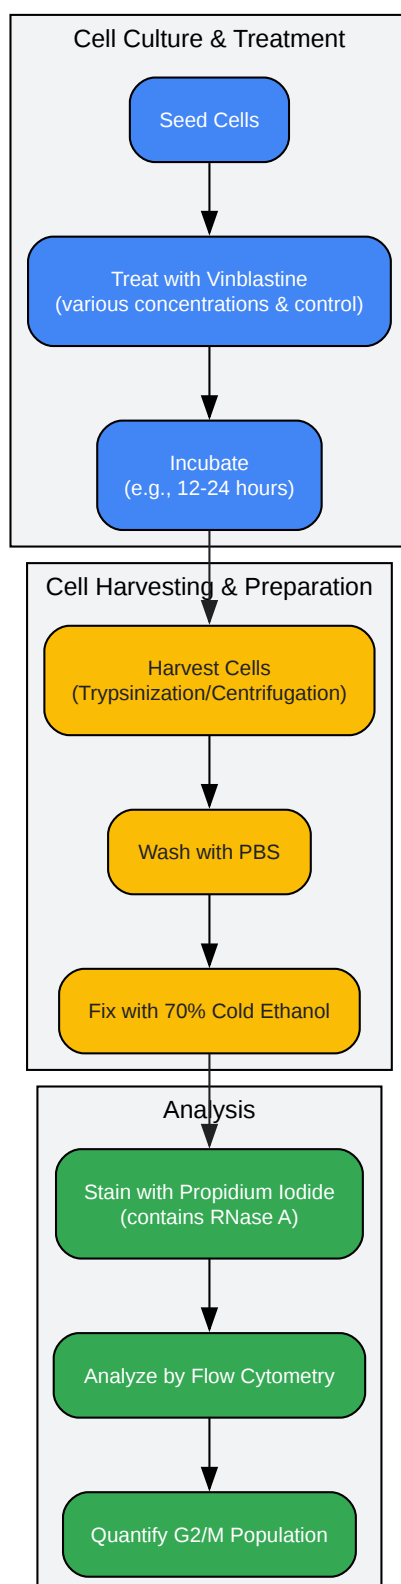 Cell Culture & Treatment
Seed Cells
Treat with Vinblastine
(various concentrations & control)
Incubate
(e.g., 12-24 hours)
Cell Harvesting & Preparation
Harvest Cells
(Trypsinization/Centrifugation)
Wash with PBS
Fix with 70% Cold Ethanol
Analysis
Stain with Propidium Iodide
(contains RNase A)
Analyze by Flow Cytometry
Quantify G2/M Population